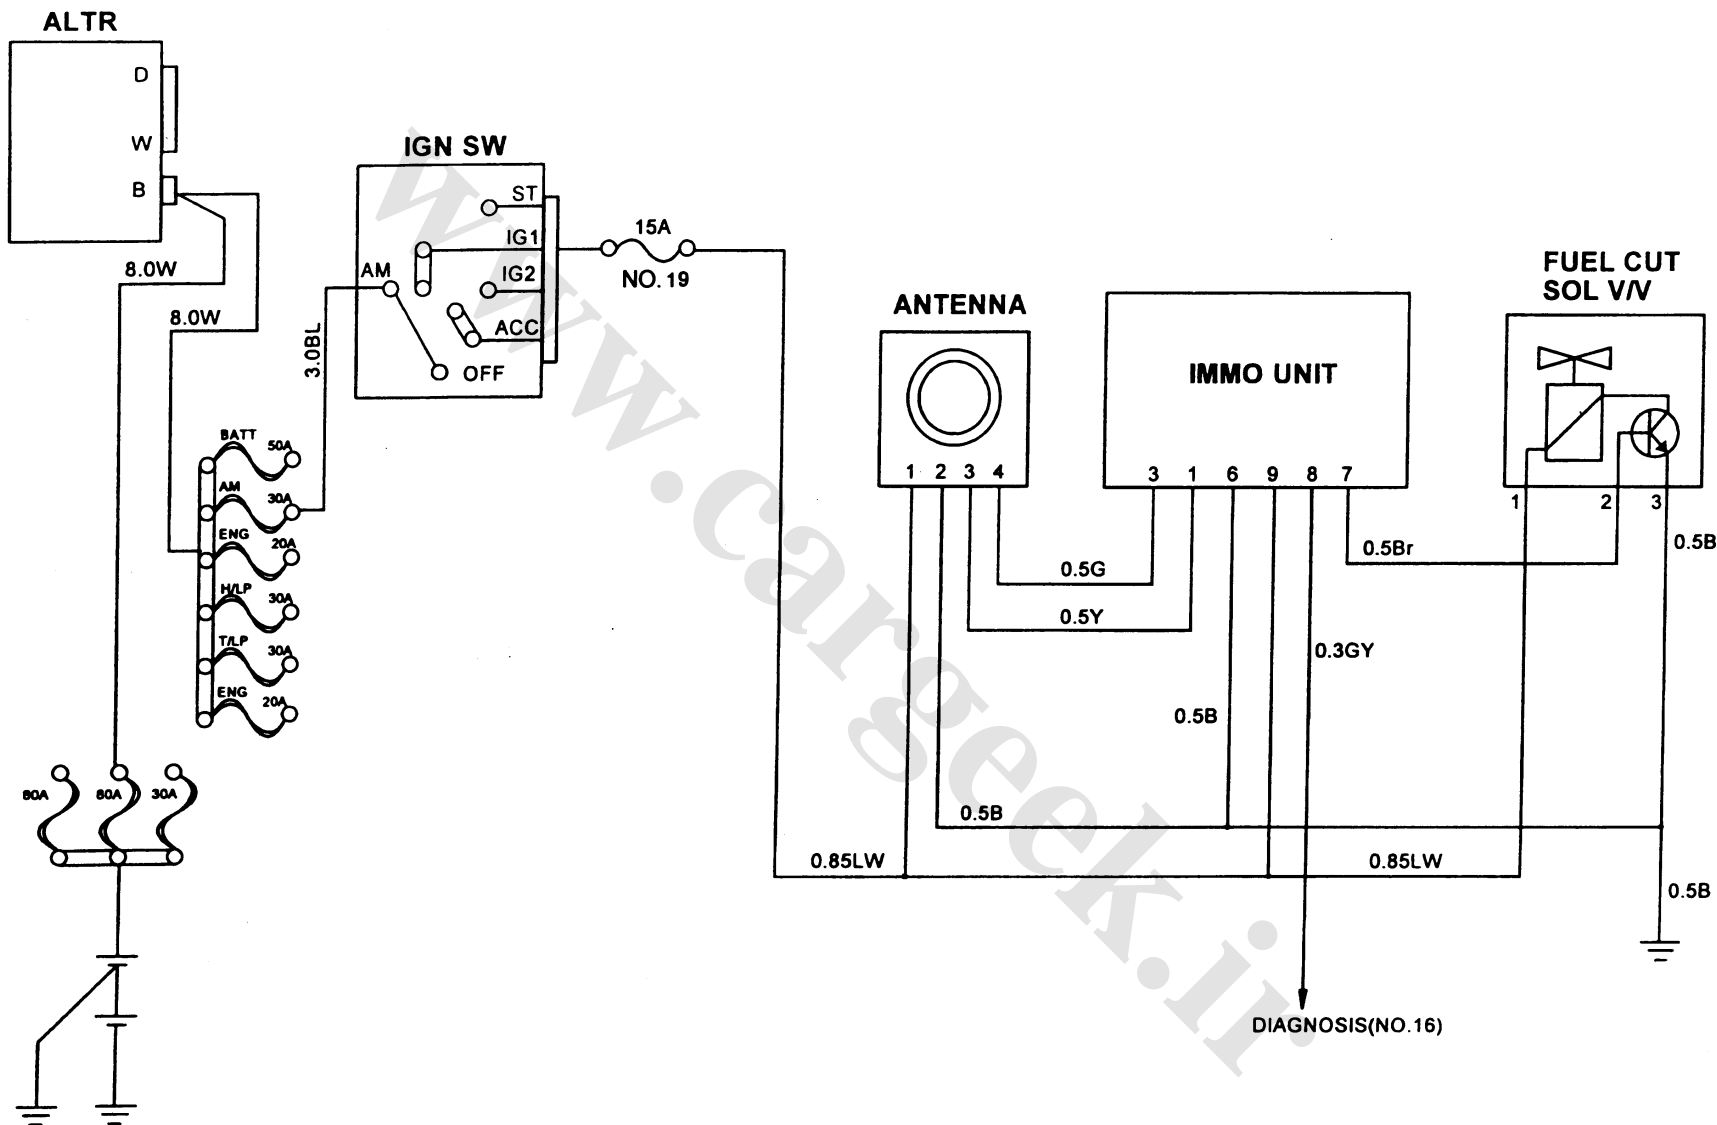 ALTR
D
W
B
8.0W
8.0W
IGN SW
ST
IG1
AM
IG2
ACC
OFF
3.0BL
15A
NO. 19
BATT 50A
AM 30A
ENG 20A
H/LP 30A
T/LP 30A
ENG 20A
80A 80A 30A
ANTENNA
1 2 3 4
IMMO UNIT
3 1 6 9 8 7
FUEL CUT
SOL V/V
1 2 3
0.5B
0.5Br
0.5G
0.5Y
0.3GY
0.5B
0.5B
0.85LW
0.85LW
0.5B
DIAGNOSIS(NO.16)
www.cargeek.ir